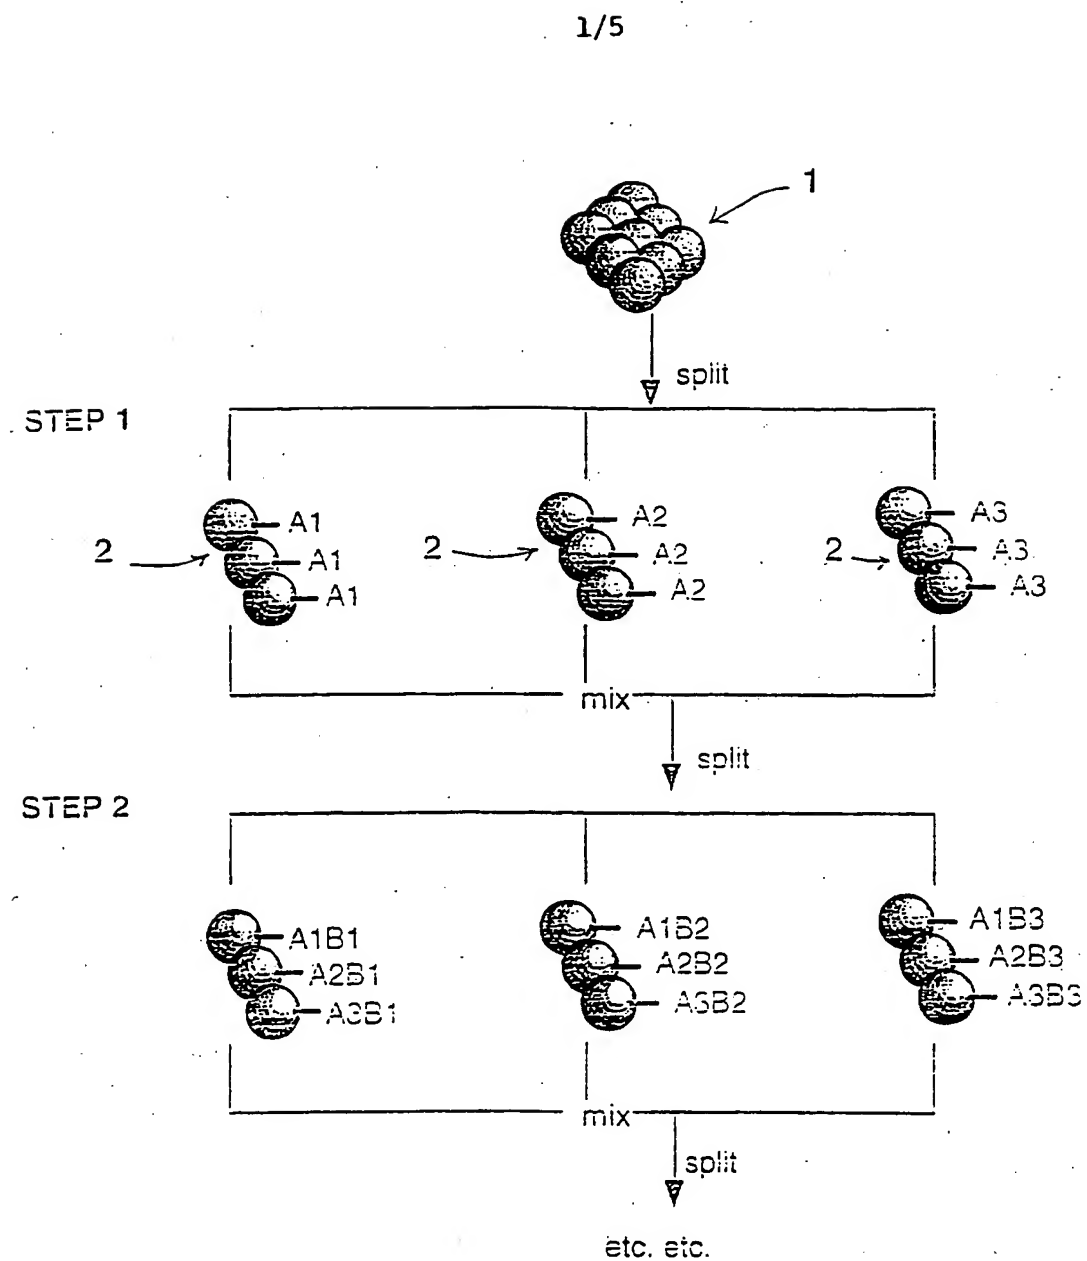 1/5
1
split
STEP 1
A1 A2 A3
2 A1 2 A2 2 A3
A1 A2 A3
mix
split
STEP 2
A1B1 A1B2 A1B3
A2B1 A2B2 A2B3
A3B1 A3B2 A3B3
mix
split
etc. etc.